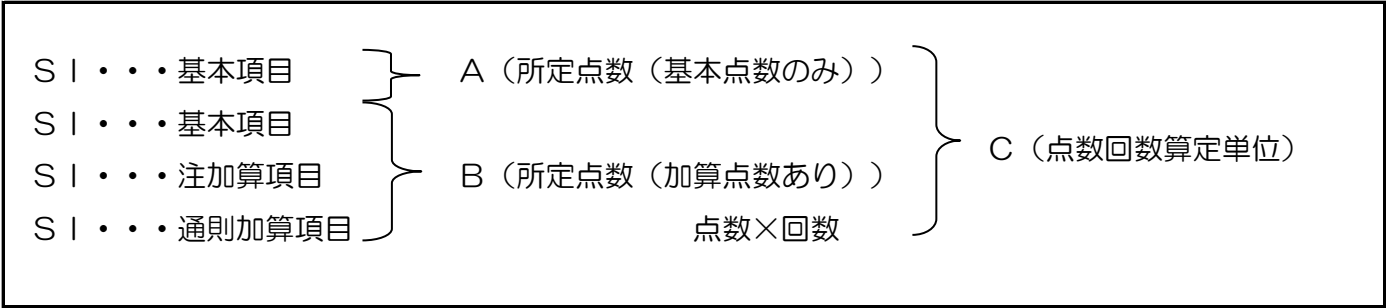 ＳＩ・・・基本項目　Ａ（所定点数（基本点数のみ））
ＳＩ・・・基本項目
Ｃ（点数回数算定単位）
ＳＩ・・・注加算項目　Ｂ（所定点数（加算点数あり））
ＳＩ・・・通則加算項目　点数×回数